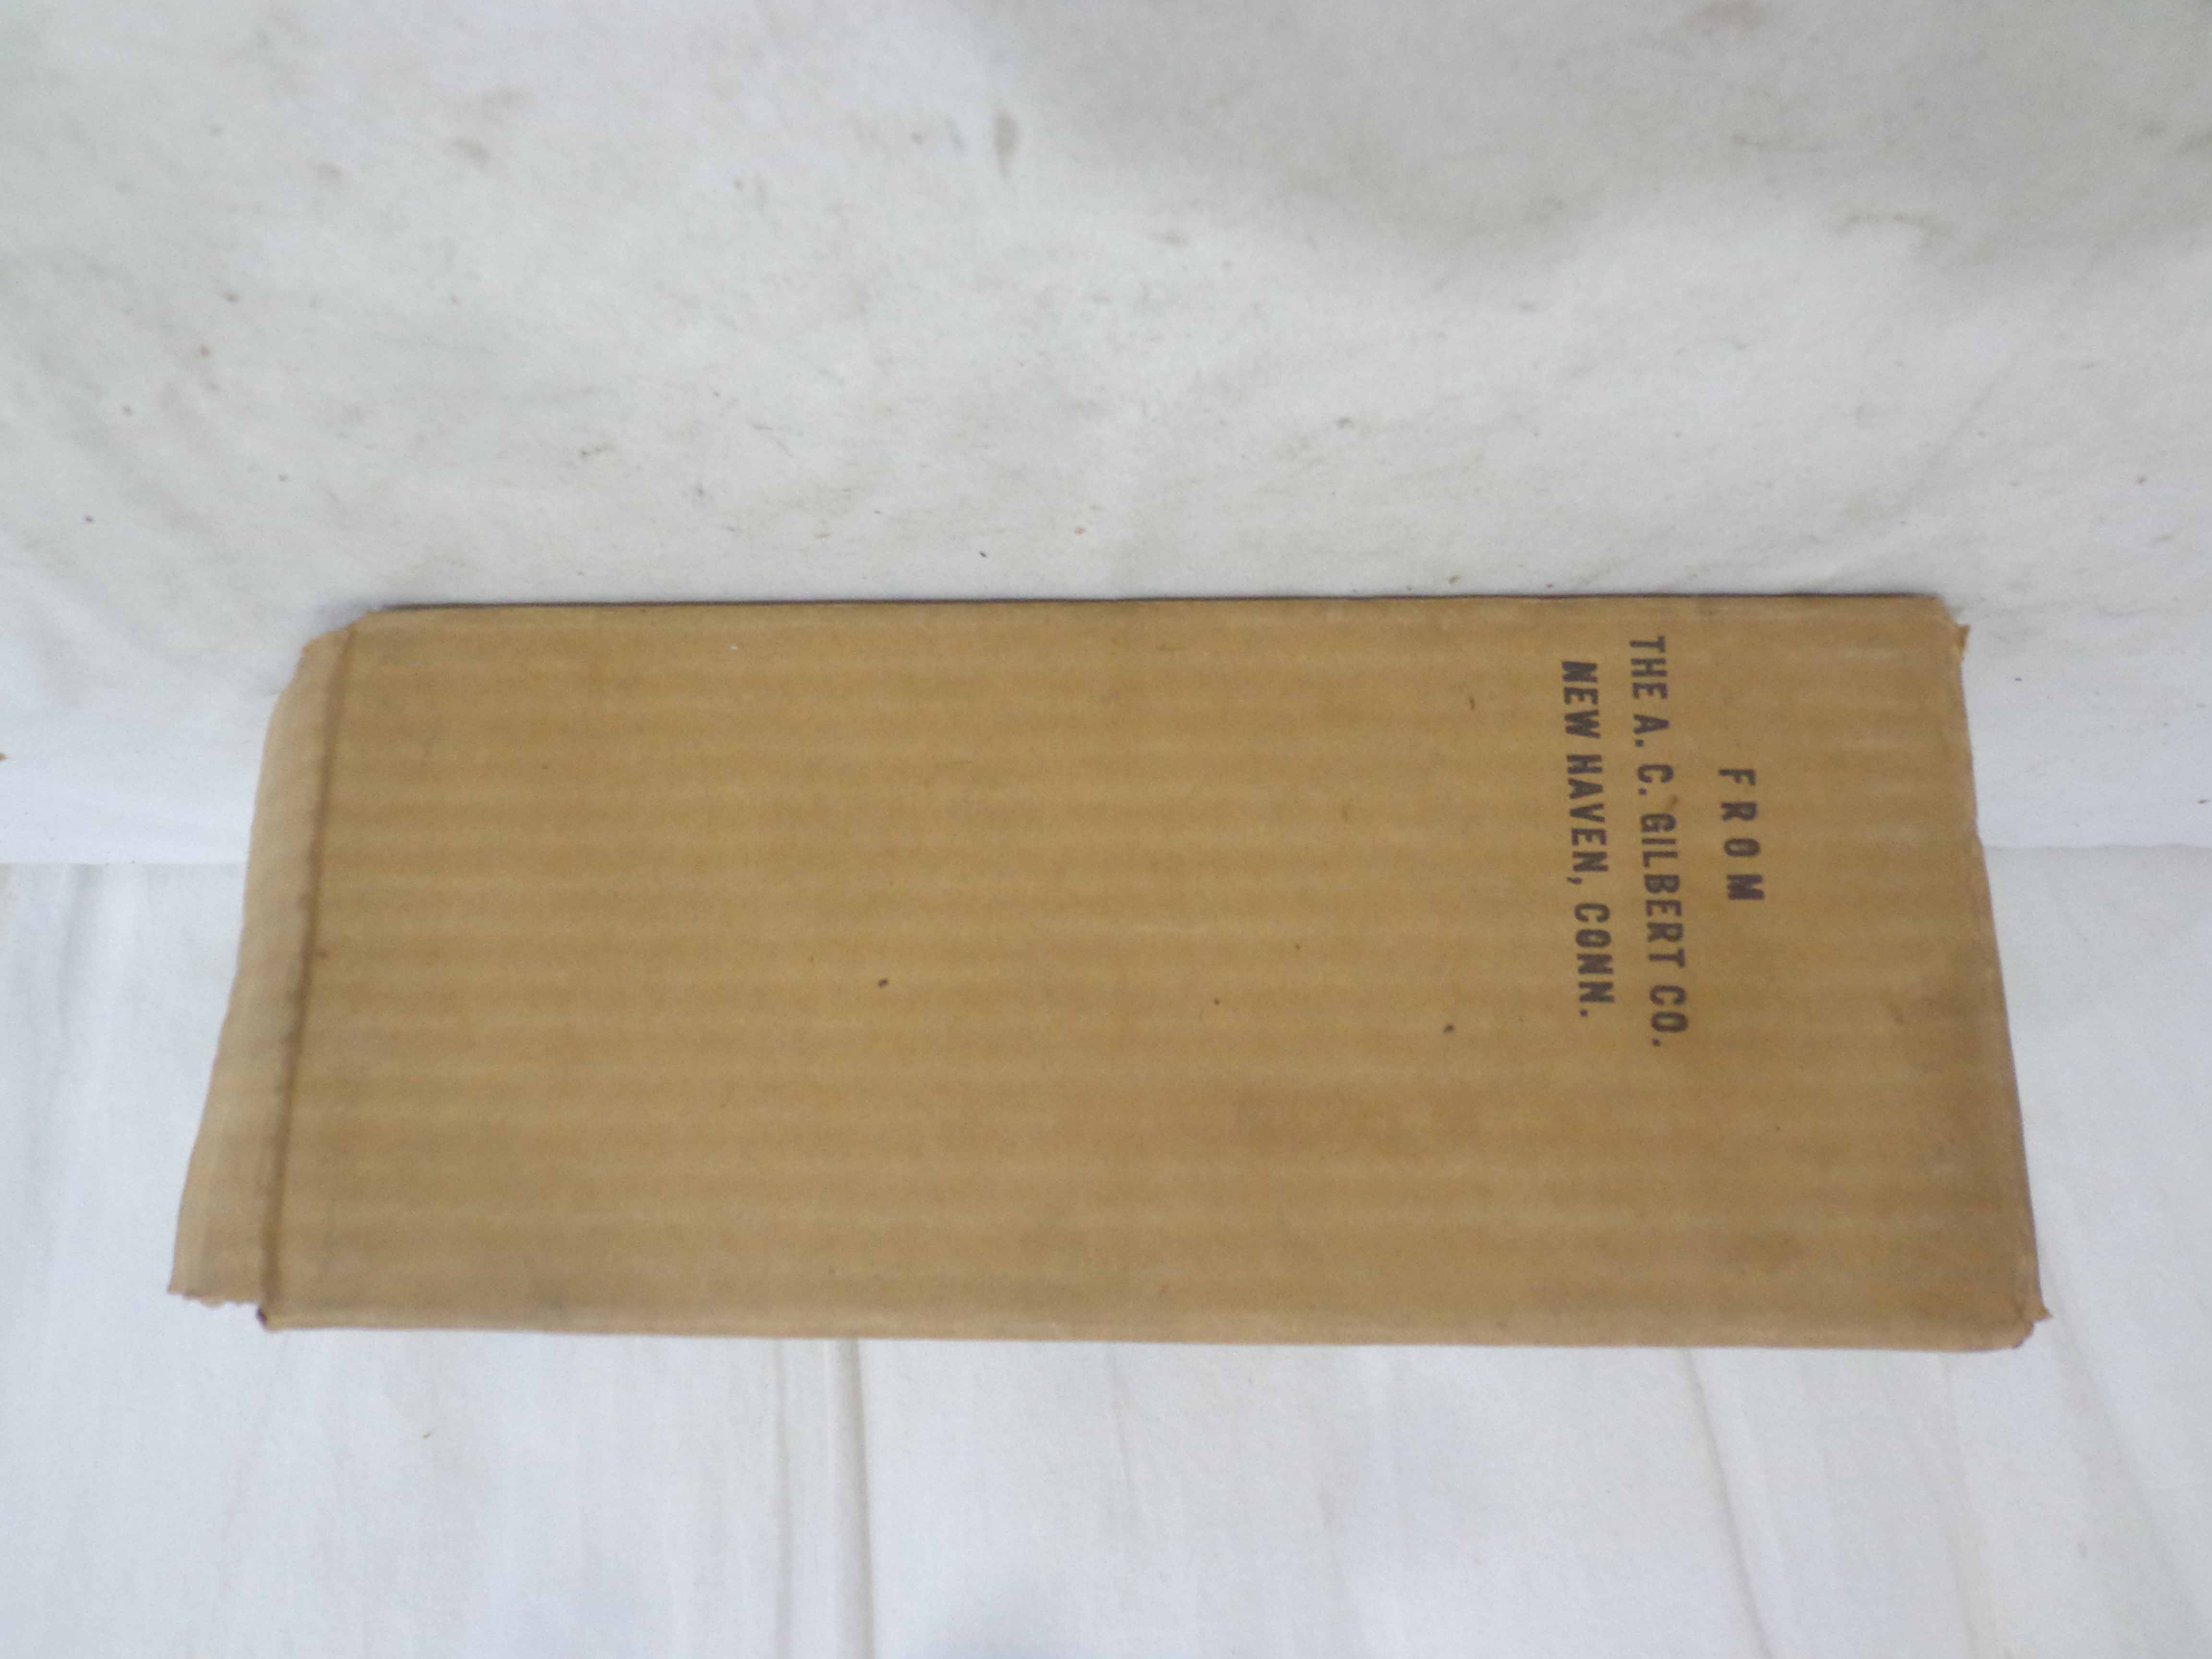 FROM
THE A. C. GILBERT CO.
NEW HAVEN, CONN.